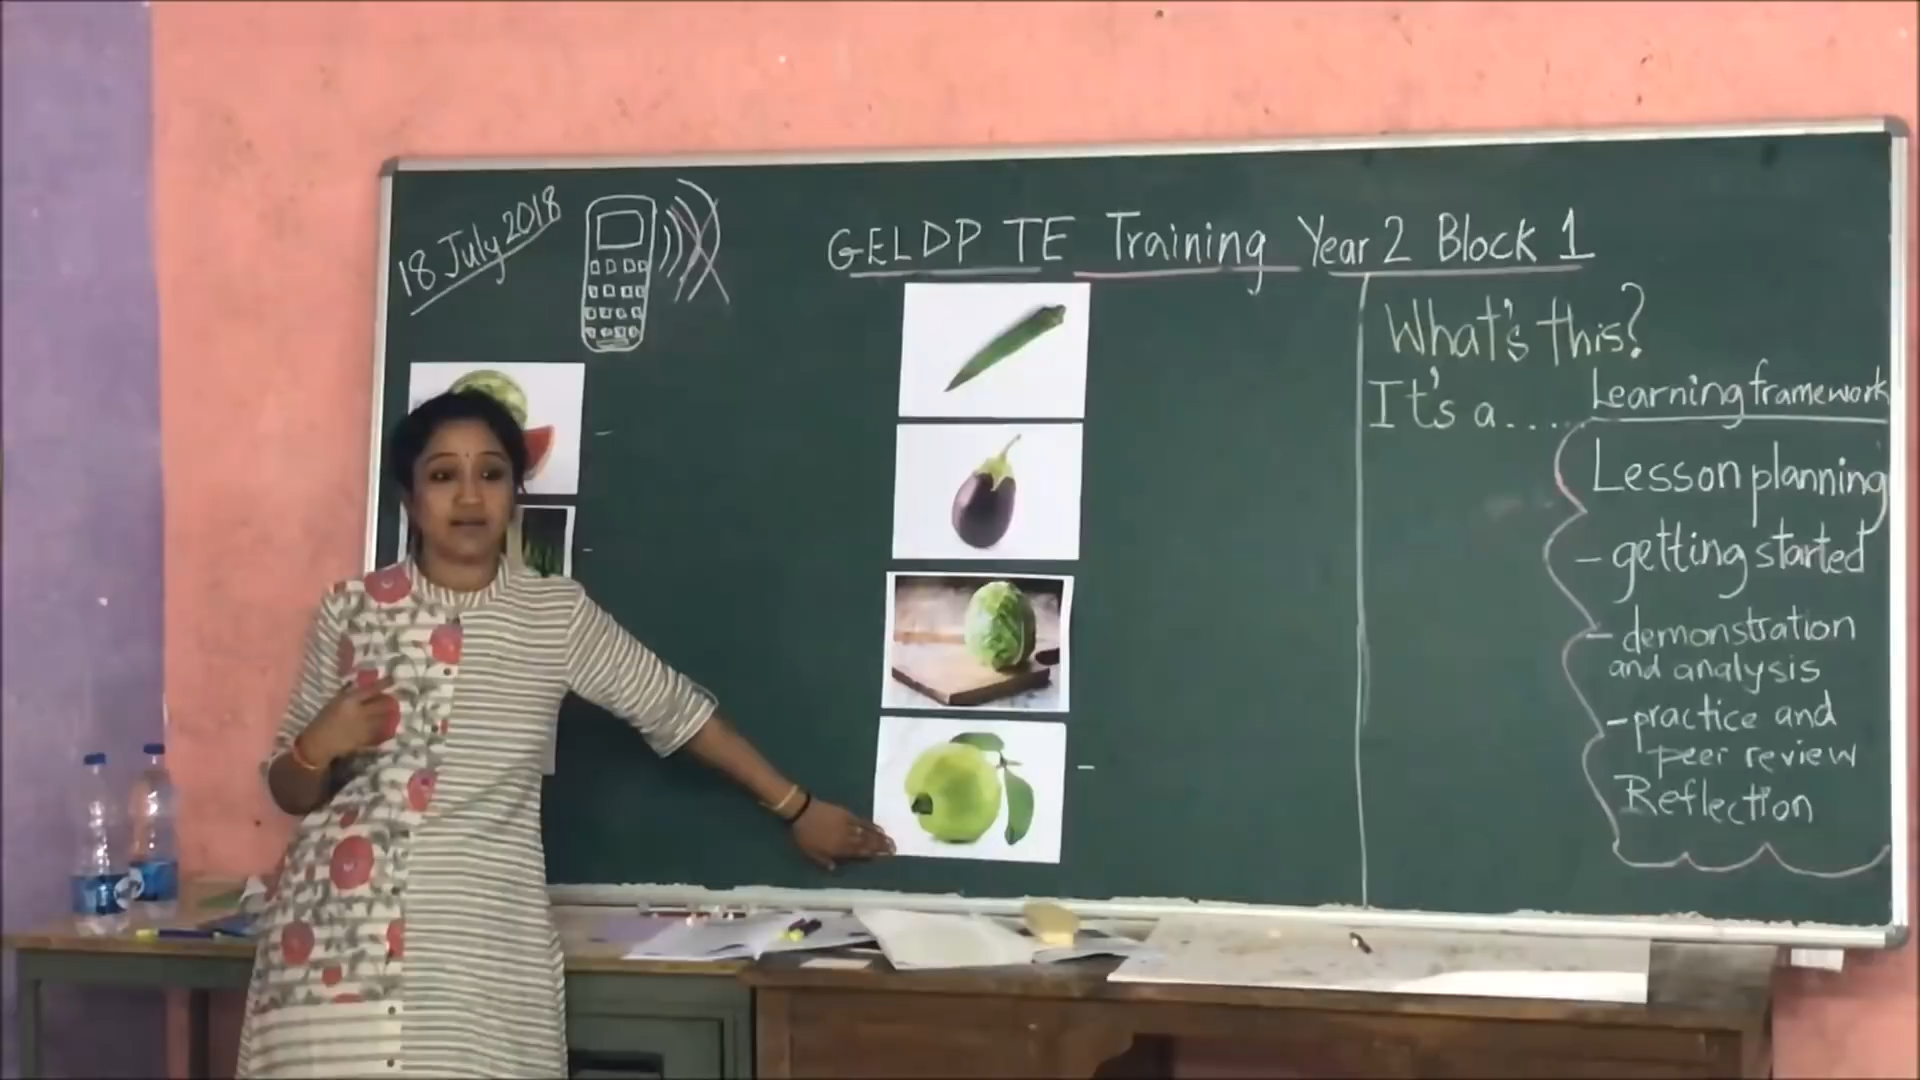 18 July 2018
GELDP TE Training Year 2 Block 1
What's this?
It's a....
Learning framework
Lesson planning
- getting started
- demonstration
and analysis
- practice and
peer review
Reflection